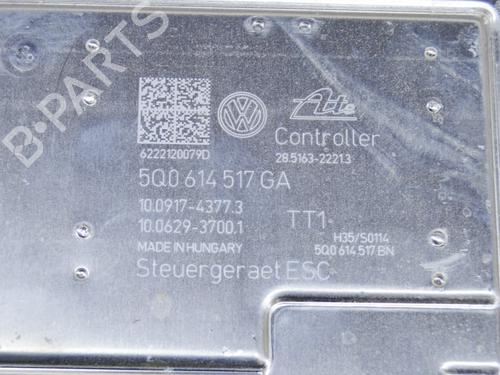 B-PARTS
Ate
Controller
6222120079D
28.5163-2221.3
5Q0 614 517 GA
10.0917-4377.3
TT1
10.0629-3700.1
H35/S0114
MADE IN HUNGARY
5Q0 614 517 BN
Steuergeraet ESC